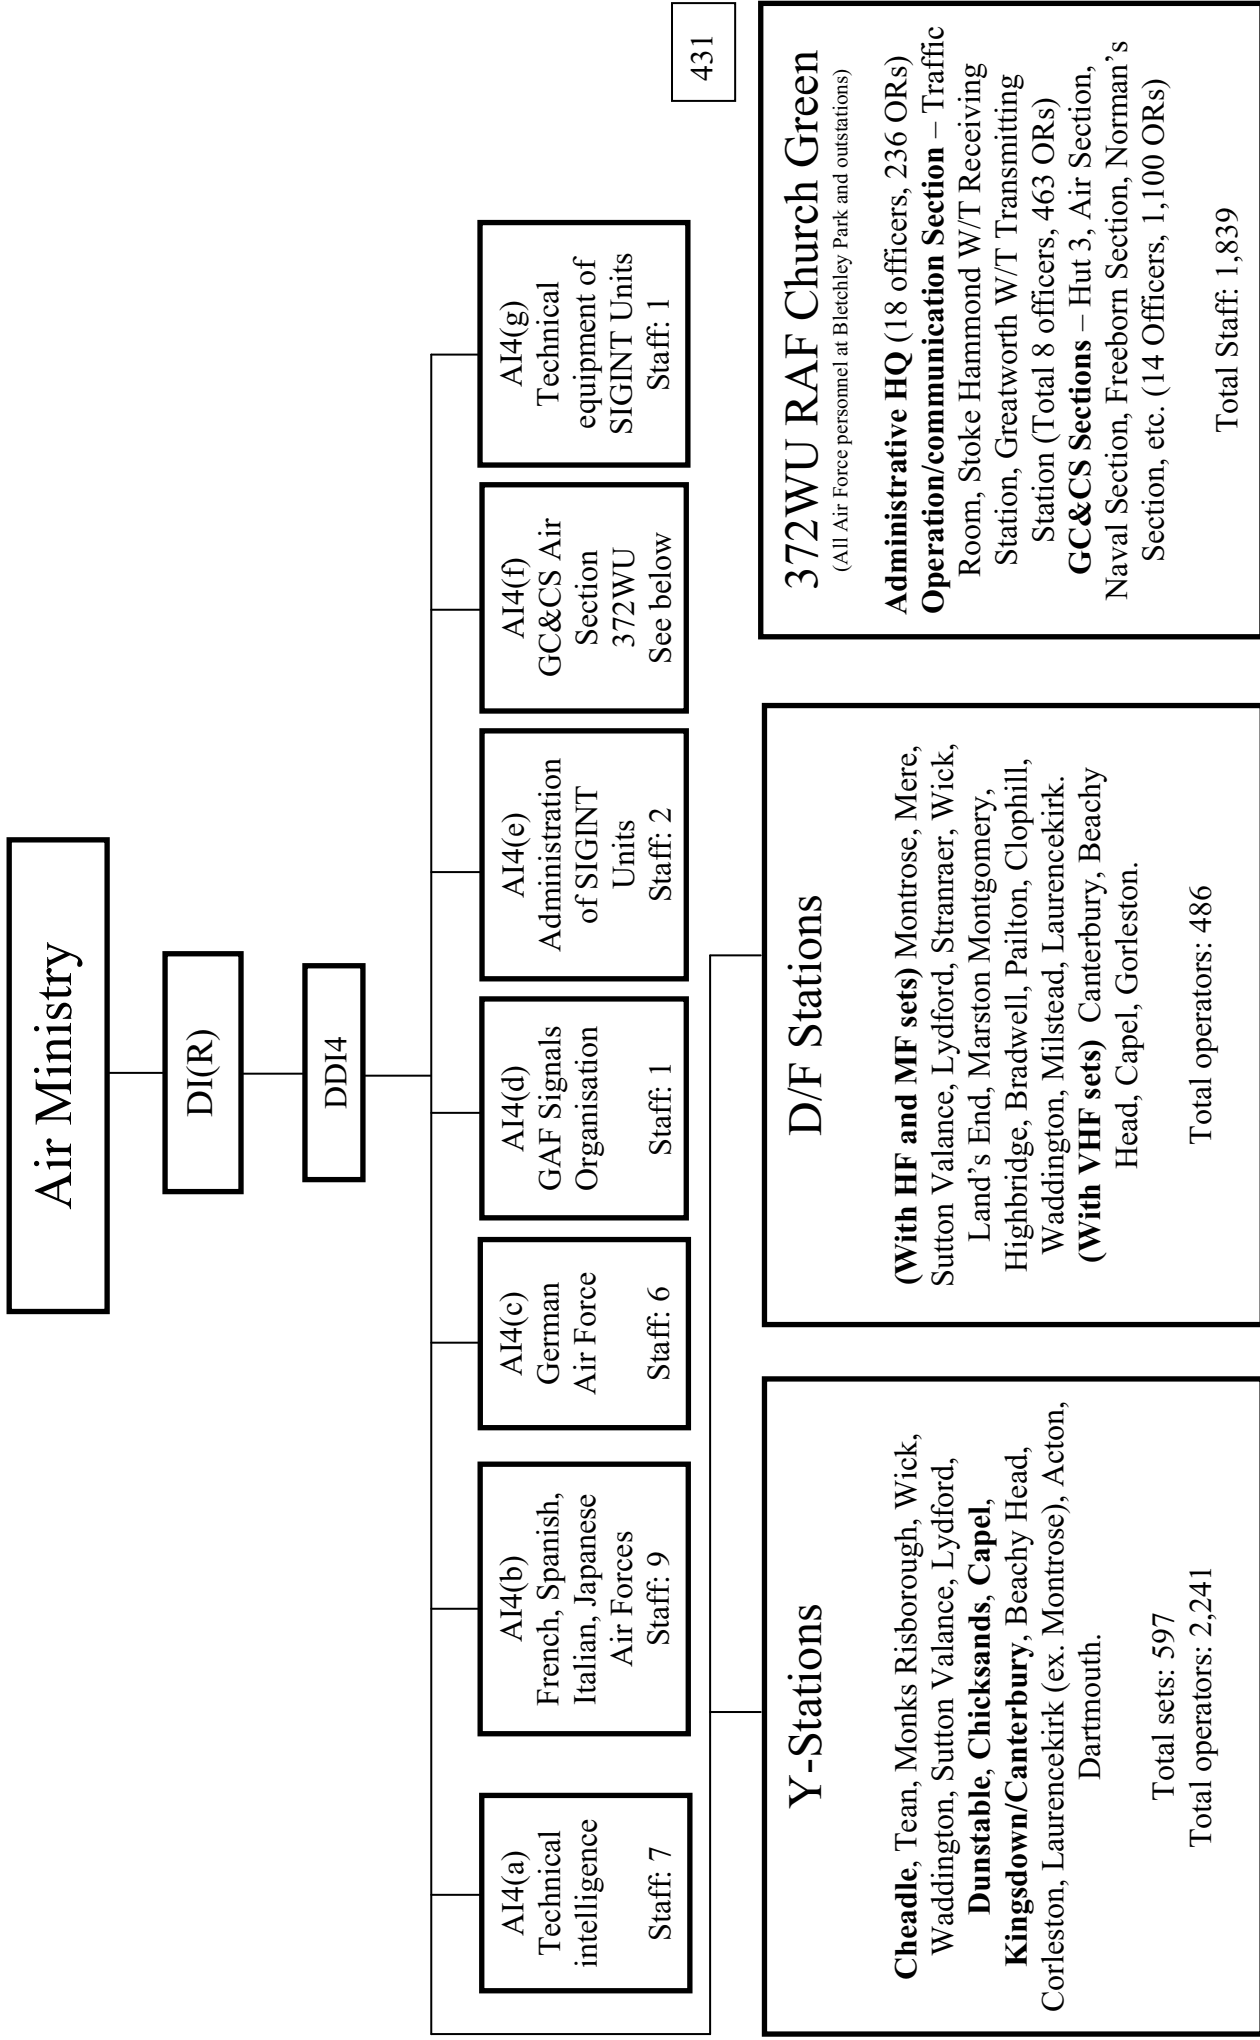 Air Ministry
DI(R)
DDI4
AI4(a)
Technical
intelligence
Staff: 7
AI4(b)
French, Spanish,
Italian, Japanese
Air Forces
Staff: 9
AI4(c)
German
Air Force
Staff: 6
AI4(d)
GAF Signals
Organisation
Staff: 1
AI4(e)
Administration
of SIGINT
Units
Staff: 2
AI4(f)
GC&CS Air
Section
372WU
See below
AI4(g)
Technical
equipment of
SIGINT Units
Staff: 1
Y-Stations
Cheadle, Tean, Monks Risborough, Wick,
Waddington, Sutton Valance, Lydford,
Dunstable, Chicksands, Capel,
Kingsdown/Canterbury, Beachy Head,
Corleston, Laurencekirk (ex. Montrose), Acton,
Dartmouth.
Total sets: 597
Total operators: 2,241
D/F Stations
(With HF and MF sets) Montrose, Mere,
Sutton Valance, Lydford, Stranraer, Wick,
Land's End, Marston Montgomery,
Highbridge, Bradwell, Pailton, Clophill,
Waddington, Milstead, Laurencekirk.
(With VHF sets) Canterbury, Beachy
Head, Capel, Gorleston.
Total operators: 486
372WU RAF Church Green
(All Air Force personnel at Bletchley Park and outstations)
Administrative HQ (18 officers, 236 ORs)
Operation/communication Section – Traffic
Room, Stoke Hammond W/T Receiving
Station, Greatworth W/T Transmitting
Station (Total 8 officers, 463 ORs)
GC&CS Sections – Hut 3, Air Section,
Naval Section, Freeborn Section, Norman's
Section, etc. (14 Officers, 1,100 ORs)
Total Staff: 1,839
431